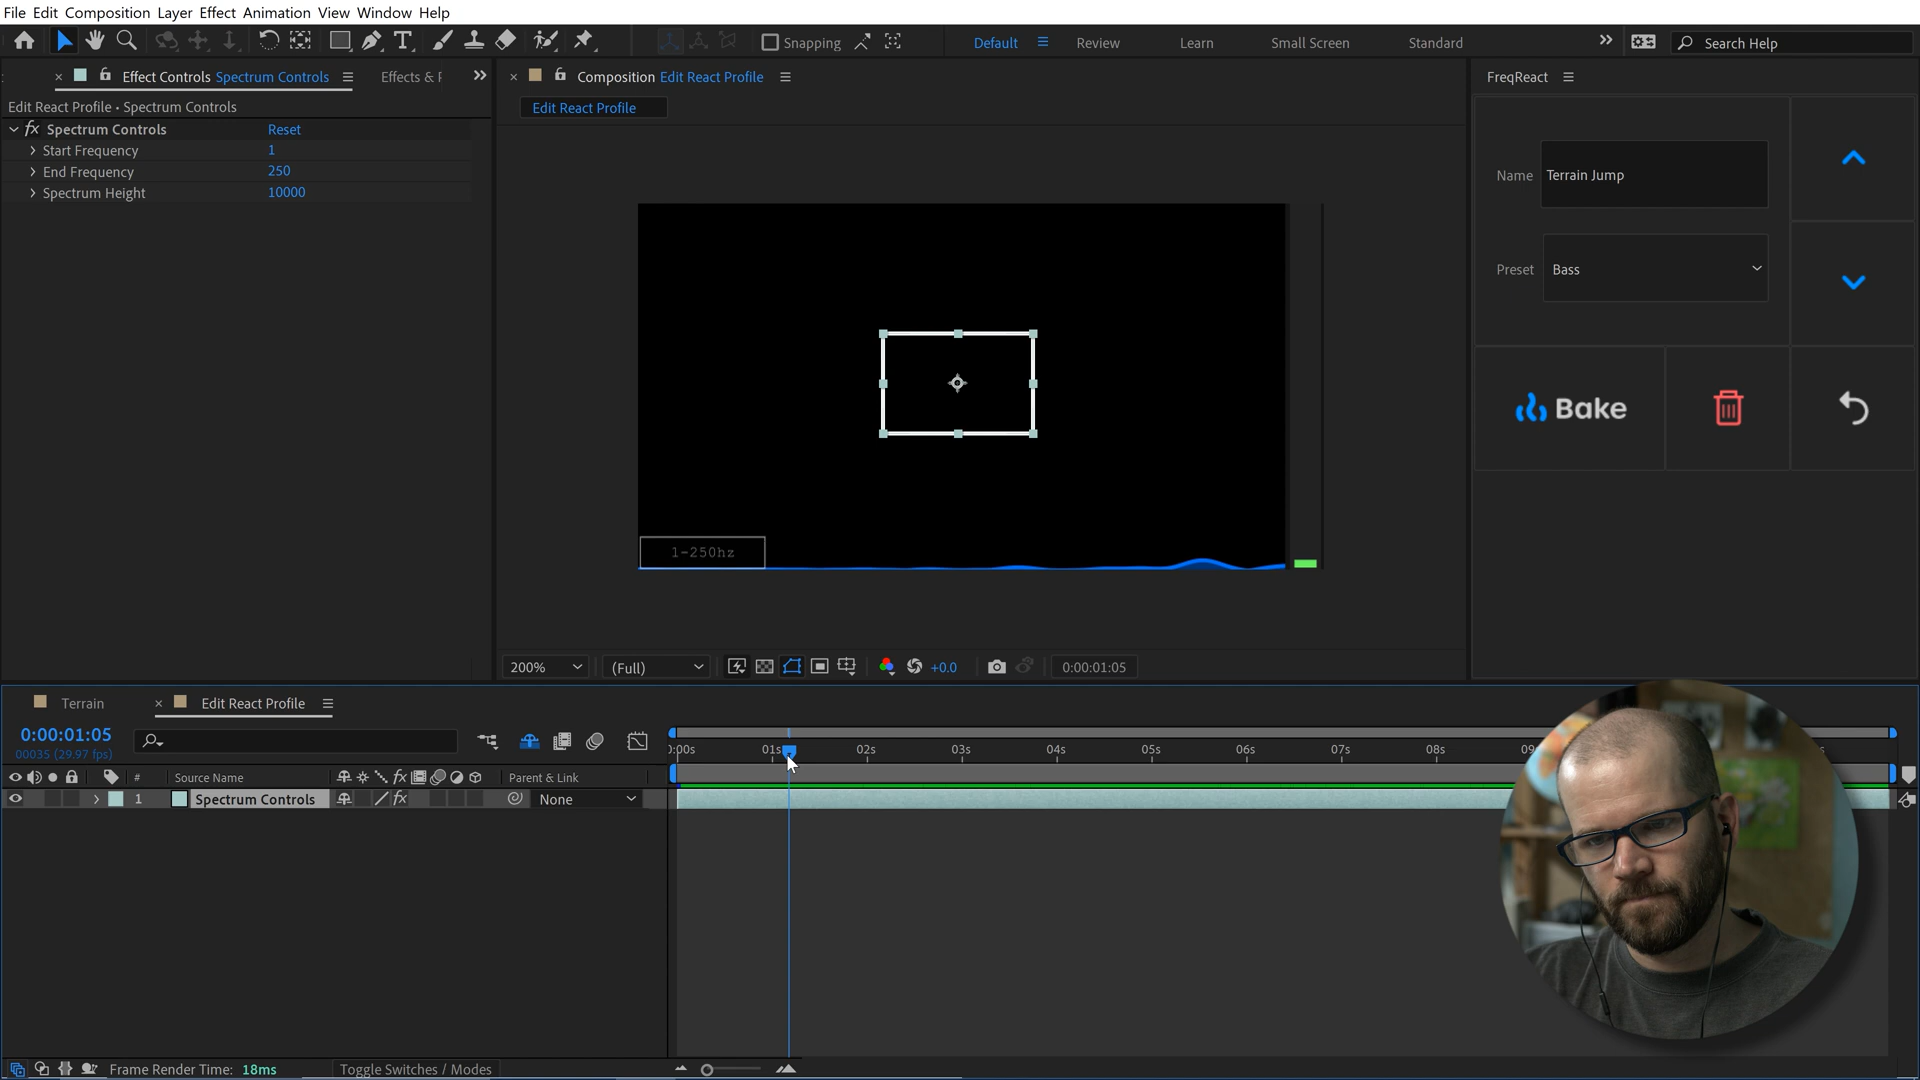 File Edit Composition Layer Effect Animation View Window Help
Snapping
Default
Review
Learn
Small Screen
Standard
Search Help
Effect Controls Spectrum Controls
Effects & F
Composition Edit React Profile
FreqReact
Edit React Profile • Spectrum Controls
Edit React Profile
fx Spectrum Controls Reset
Start Frequency 1
End Frequency 250
Spectrum Height 10000
Name Terrain Jump
Preset Bass
Bake
1-250hz
200% (Full) +0.0 0:00:01:05
Terrain
Edit React Profile
0:00:01:05
00035 (29.97 fps)
0:00s 01s 02s 03s 04s 05s 06s 07s 08s 09
# Source Name fx Parent & Link
1 Spectrum Controls fx None
Frame Render Time: 18ms
Toggle Switches / Modes